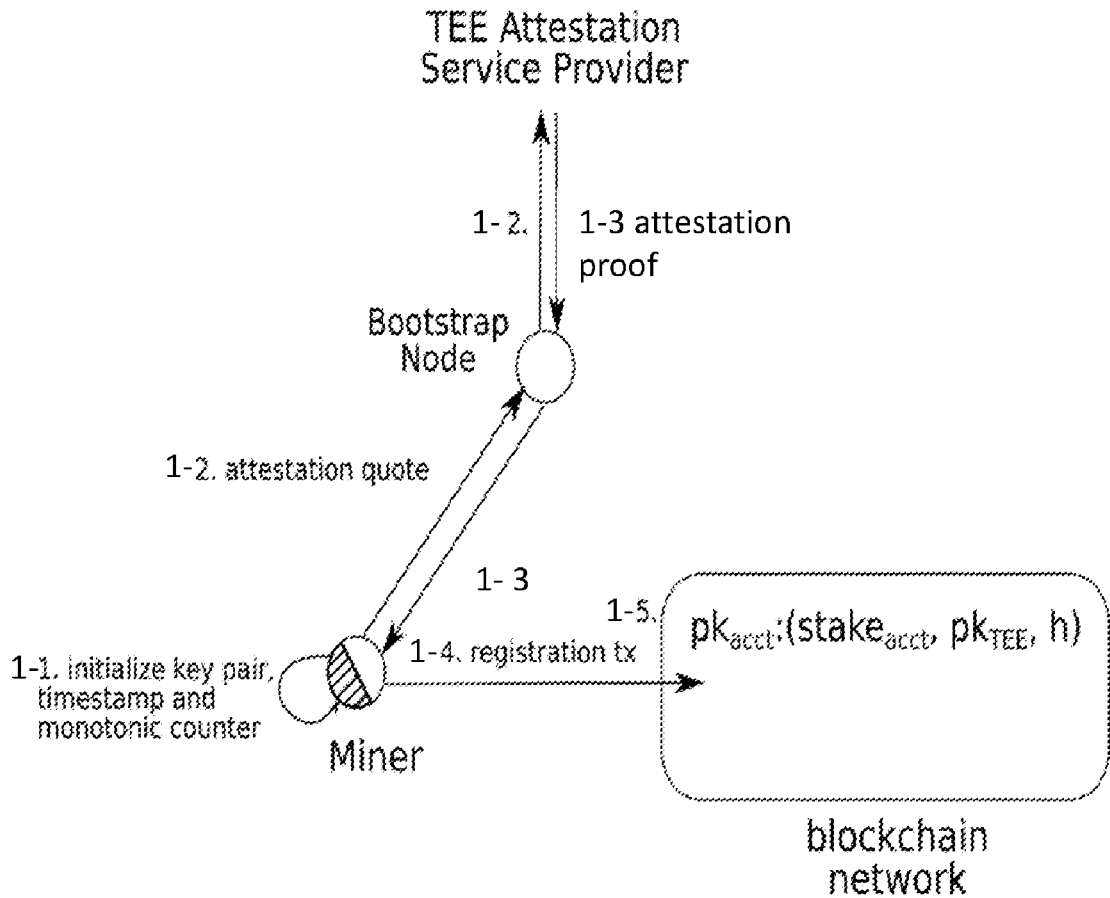 TEE Attestation
Service Provider
1-2.
1-3 attestation
proof
Bootstrap
Node
1-2. attestation quote
1-3
1-5.
pk_acct:(stake_acct, pk_TEE, h)
1-4. registration tx
1-1. initialize key pair,
timestamp and
monotonic counter
Miner
blockchain
network